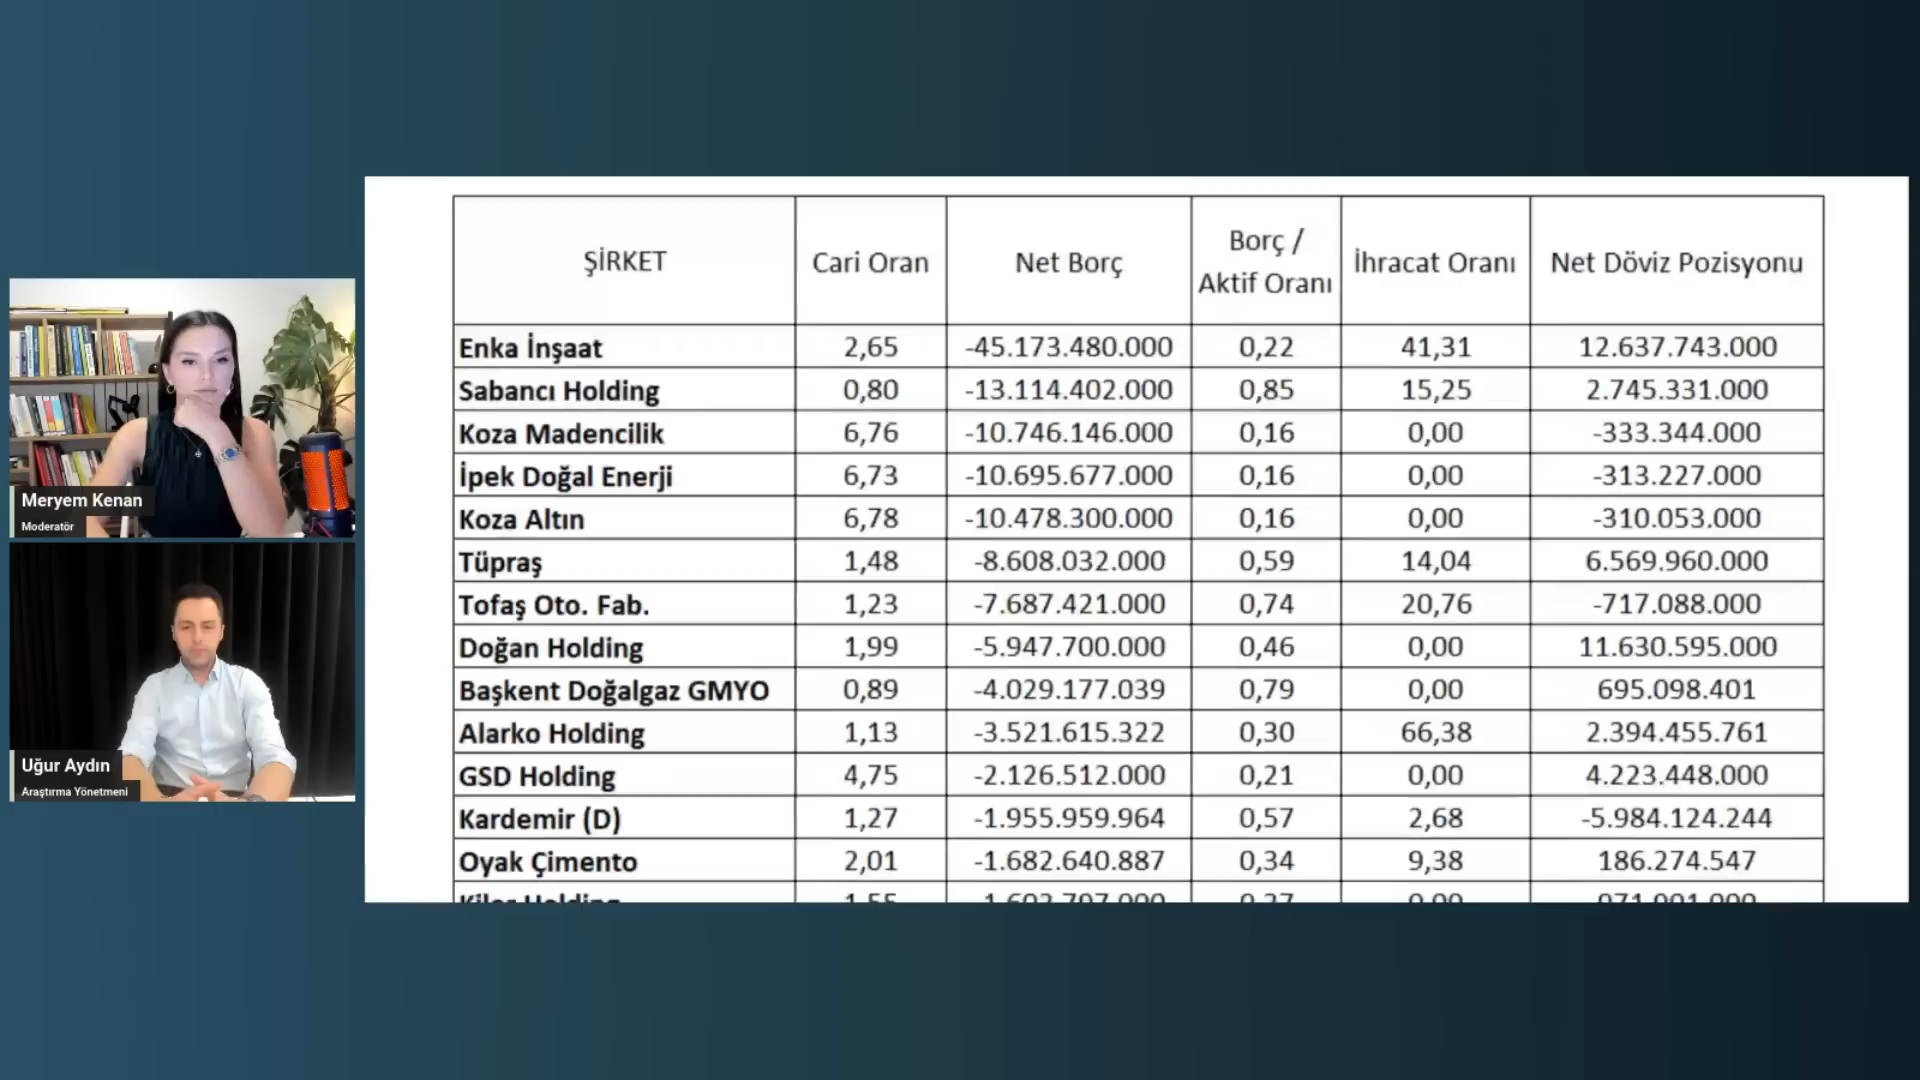 ŞİRKET Cari Oran Net Borç Borç / Aktif Oranı İhracat Oranı Net Döviz Pozisyonu
Enka İnşaat 2,65 -45.173.480.000 0,22 41,31 12.637.743.000
Sabancı Holding 0,80 -13.114.402.000 0,85 15,25 2.745.331.000
Koza Madencilik 6,76 -10.746.146.000 0,16 0,00 -333.344.000
İpek Doğal Enerji 6,73 -10.695.677.000 0,16 0,00 -313.227.000
Koza Altın 6,78 -10.478.300.000 0,16 0,00 -310.053.000
Tüpraş 1,48 -8.608.032.000 0,59 14,04 6.569.960.000
Tofaş Oto. Fab. 1,23 -7.687.421.000 0,74 20,76 -717.088.000
Doğan Holding 1,99 -5.947.700.000 0,46 0,00 11.630.595.000
Başkent Doğalgaz GMYO 0,89 -4.029.177.039 0,79 0,00 695.098.401
Alarko Holding 1,13 -3.521.615.322 0,30 66,38 2.394.455.761
GSD Holding 4,75 -2.126.512.000 0,21 0,00 4.223.448.000
Kardemir (D) 1,27 -1.955.959.964 0,57 2,68 -5.984.124.244
Oyak Çimento 2,01 -1.682.640.887 0,34 9,38 186.274.547
Meryem Kenan
Moderatör
Uğur Aydın
Araştırma Yönetmeni